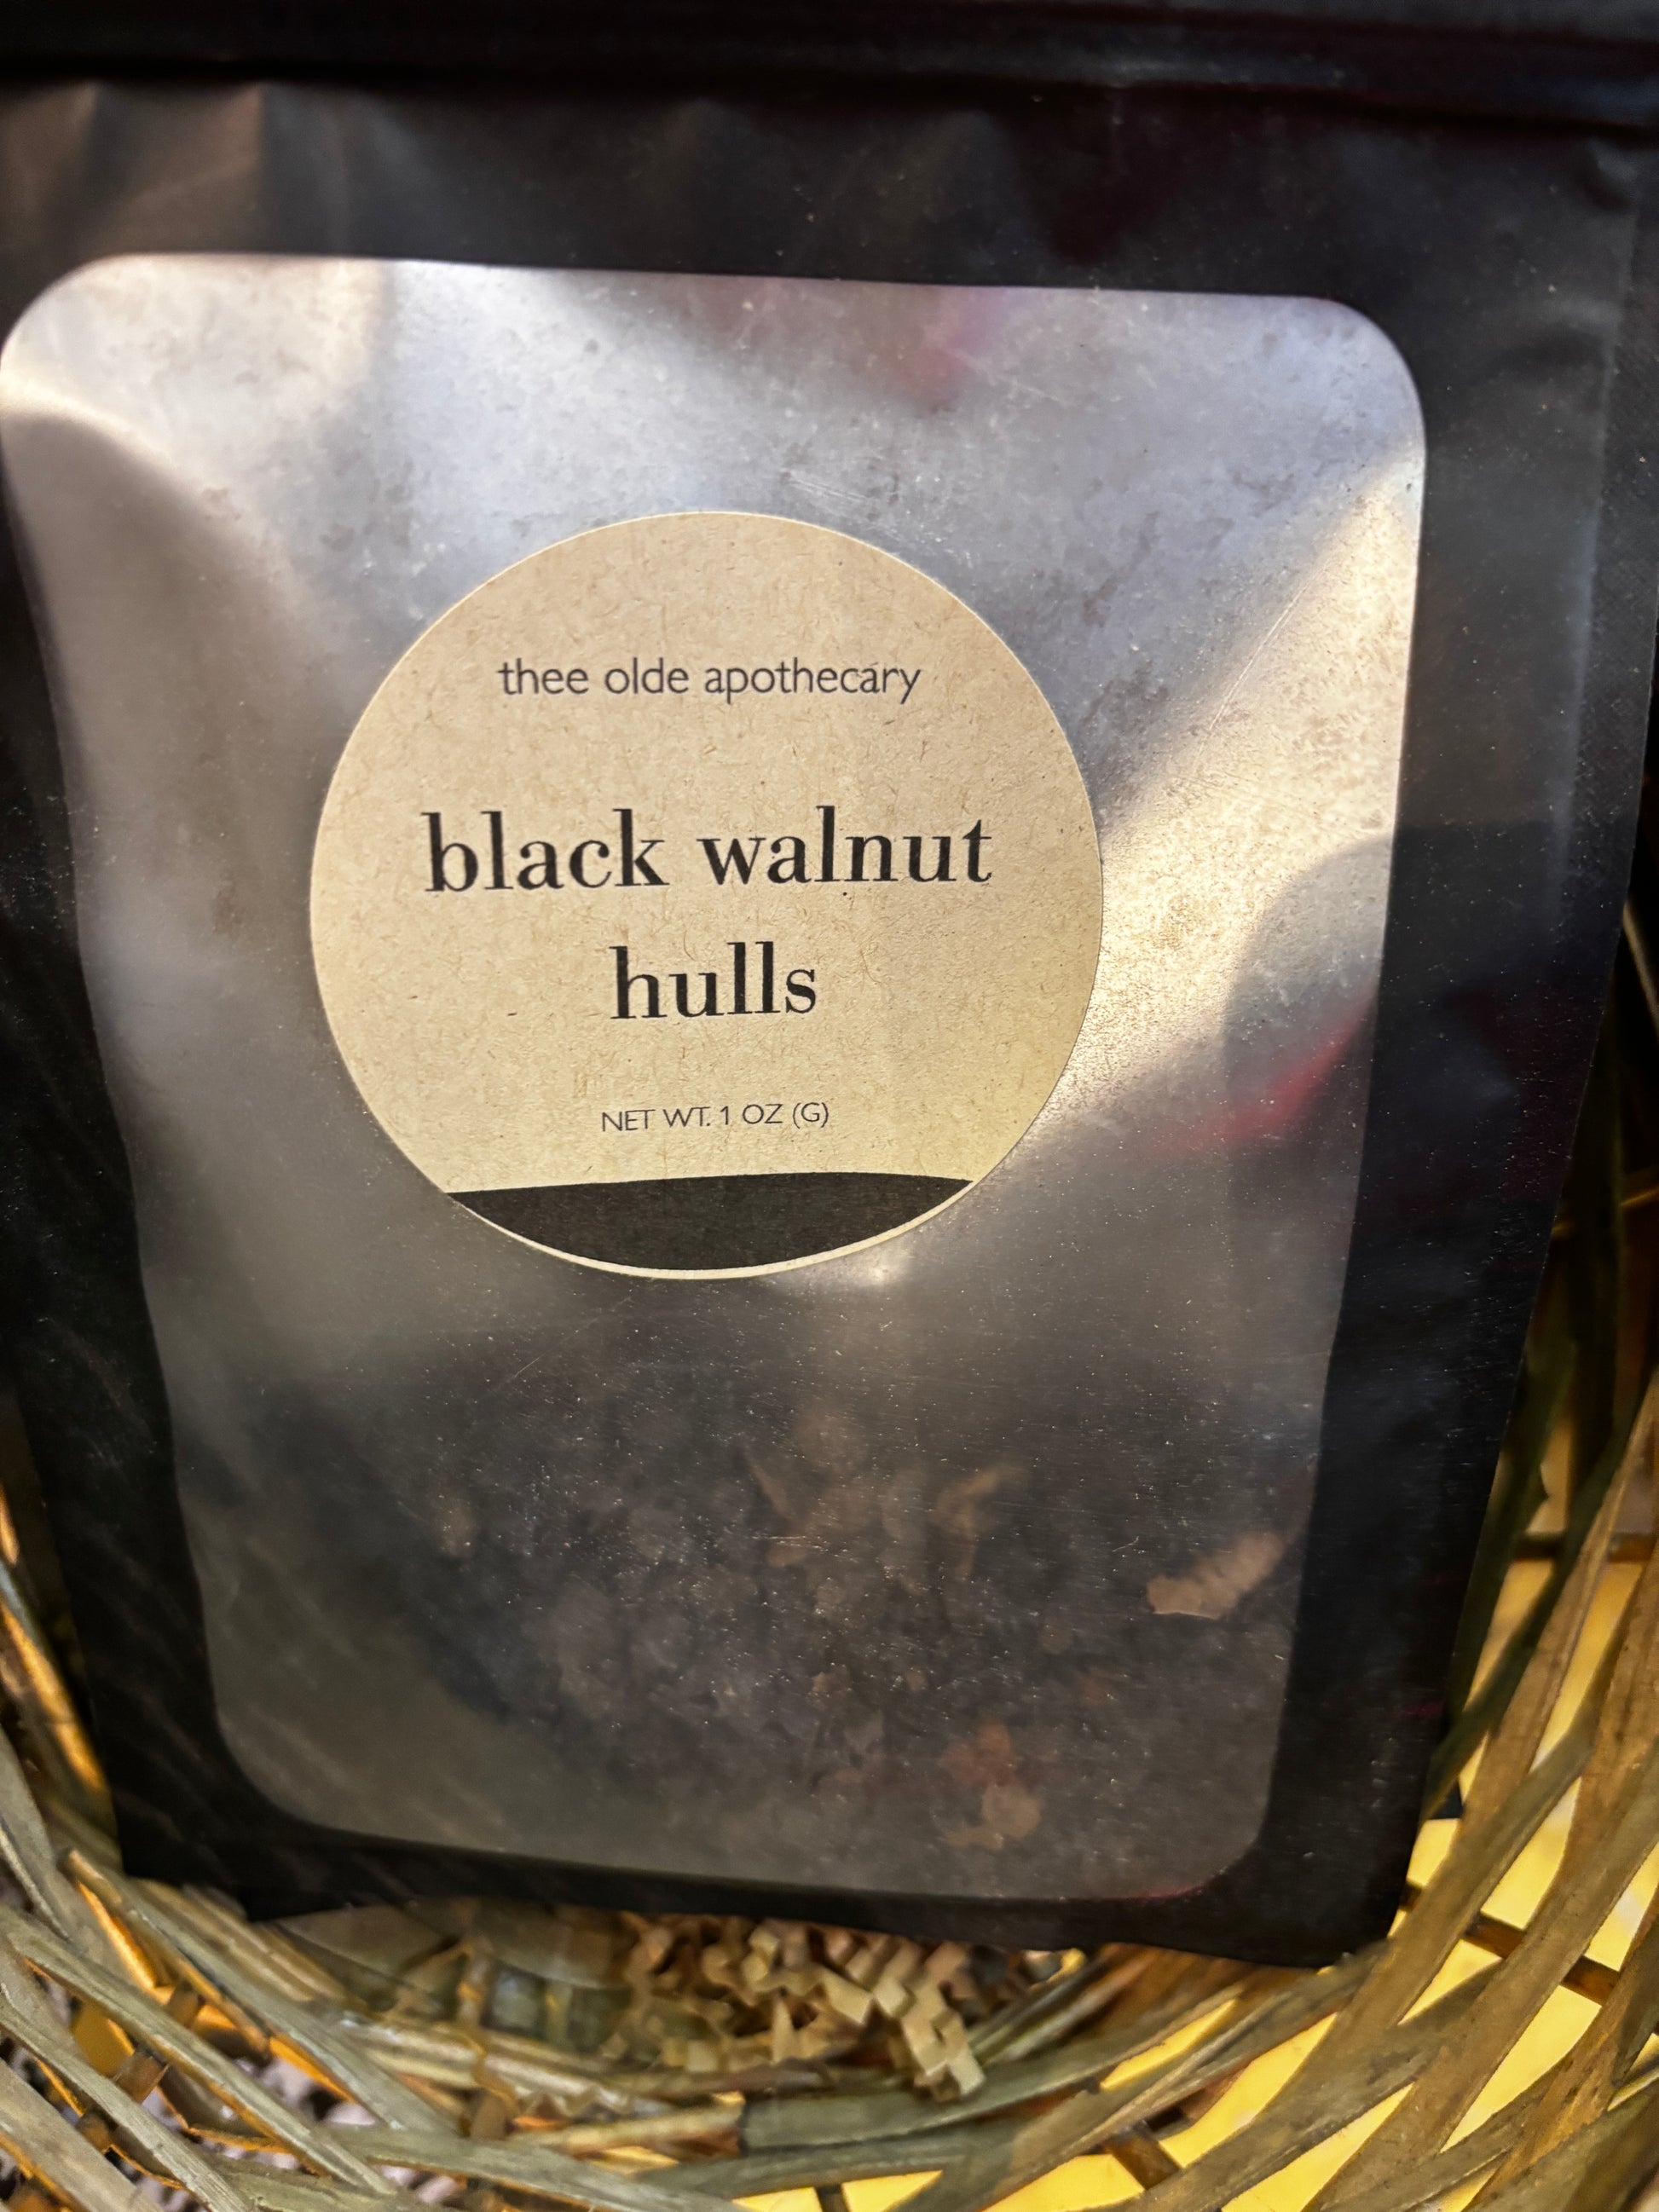 thee olde apothecary
black walnut
hulls
NET WT. 1 OZ (G)